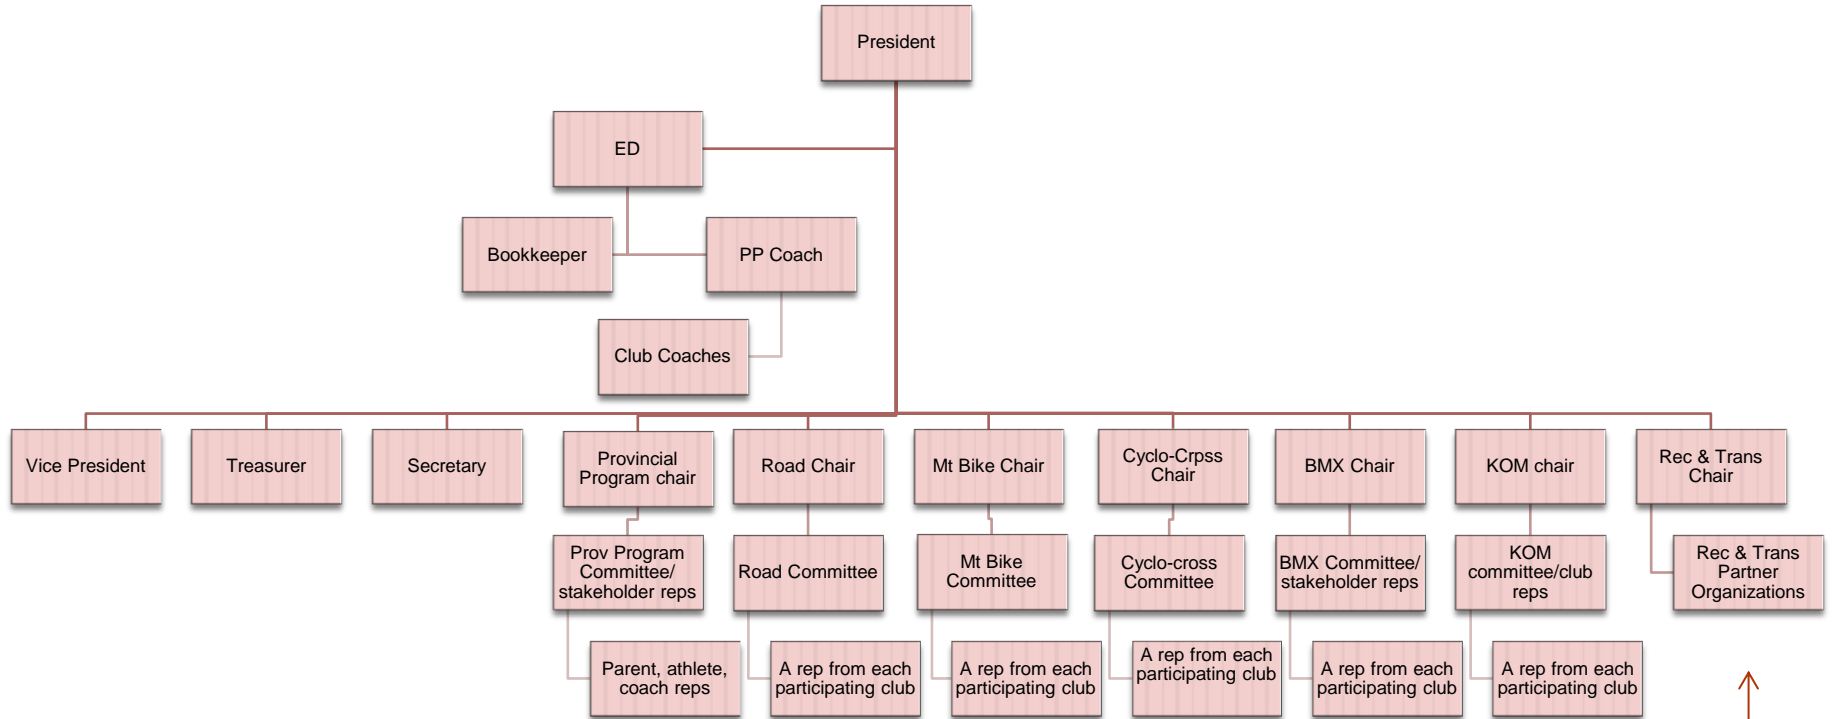 President
ED
Bookkeeper
PP Coach
Club Coaches
Vice President
Treasurer
Secretary
Provincial
Program chair
Road Chair
Mt Bike Chair
Cyclo-Crpss
Chair
BMX Chair
KOM chair
Rec & Trans
Chair
Prov Program
Committee/
stakeholder reps
Road Committee
Mt Bike
Committee
Cyclo-cross
Committee
BMX Committee/
stakeholder reps
KOM
committee/club
reps
Rec & Trans
Partner
Organizations
Parent, athlete,
coach reps
A rep from each
participating club
A rep from each
participating club
A rep from each
participating club
A rep from each
participating club
A rep from each
participating club